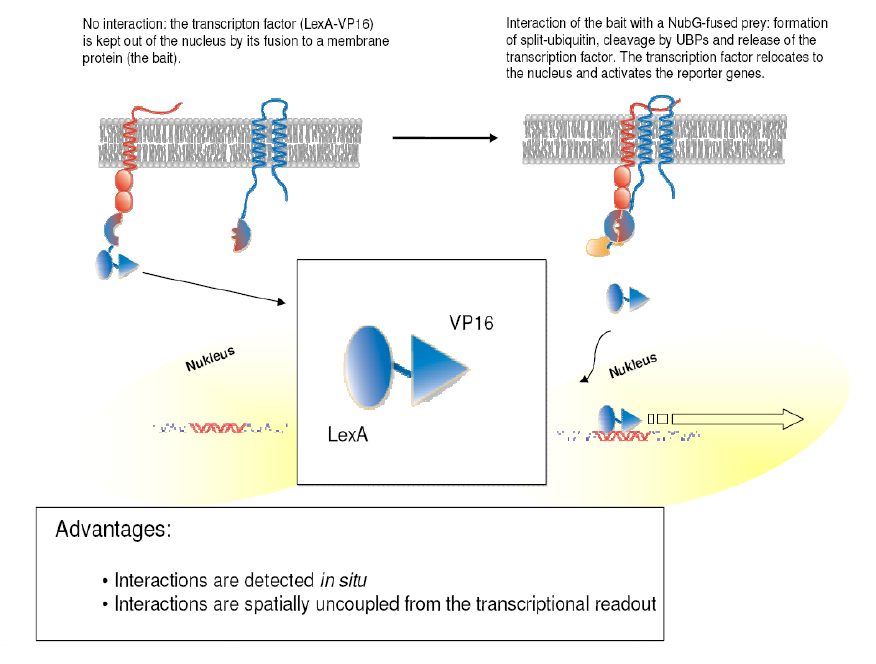 No interaction: the transcripton factor (LexA-VP16)
is kept out of the nucleus by its fusion to a membrane
protein (the bait).
Interaction of the bait with a NubG-fused prey: formation
of split-ubiquitin, cleavage by UBPs and release of the
transcription factor. The transcription factor relocates to
the nucleus and activates the reporter genes.
VP16
LexA
Nukleus
Nukleus
Advantages:
• Interactions are detected in situ
• Interactions are spatially uncoupled from the transcriptional readout